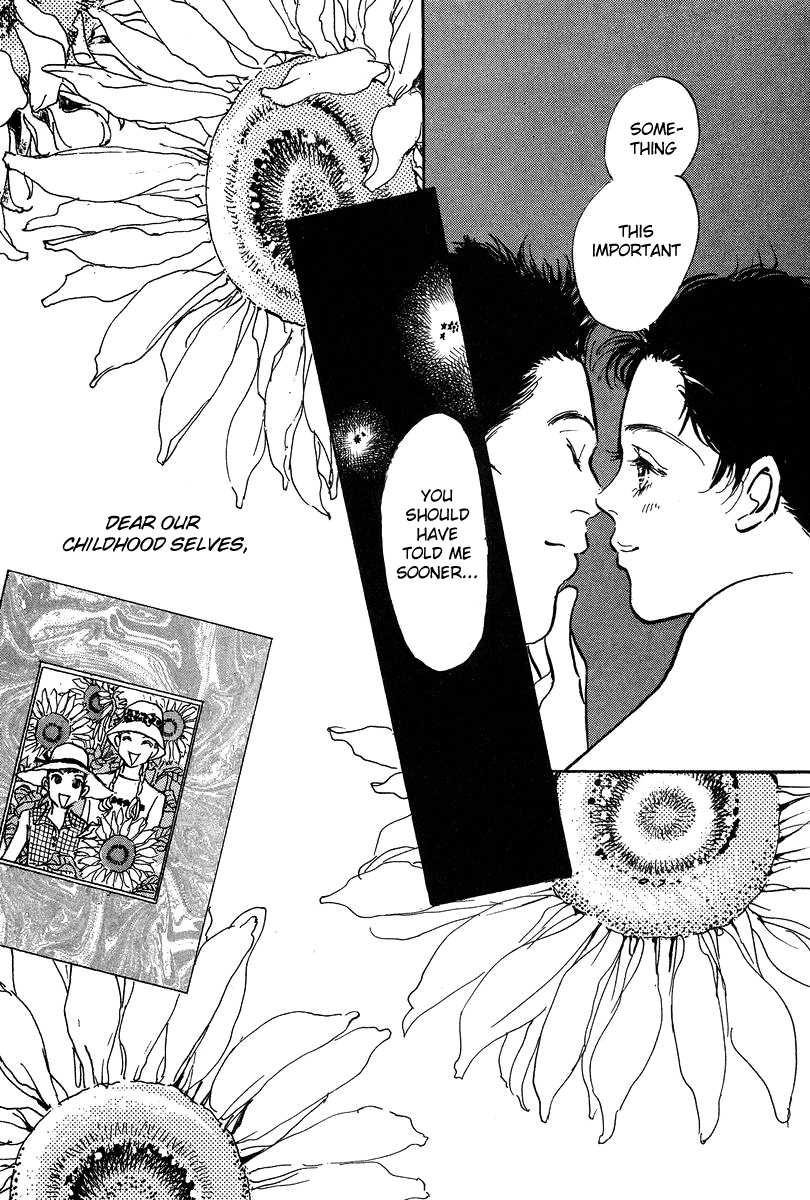 SOME-
THING
THIS
IMPORTANT
YOU
SHOULD
HAVE
TOLD ME
SOONER...
DEAR OUR
CHILDHOOD SELVES,